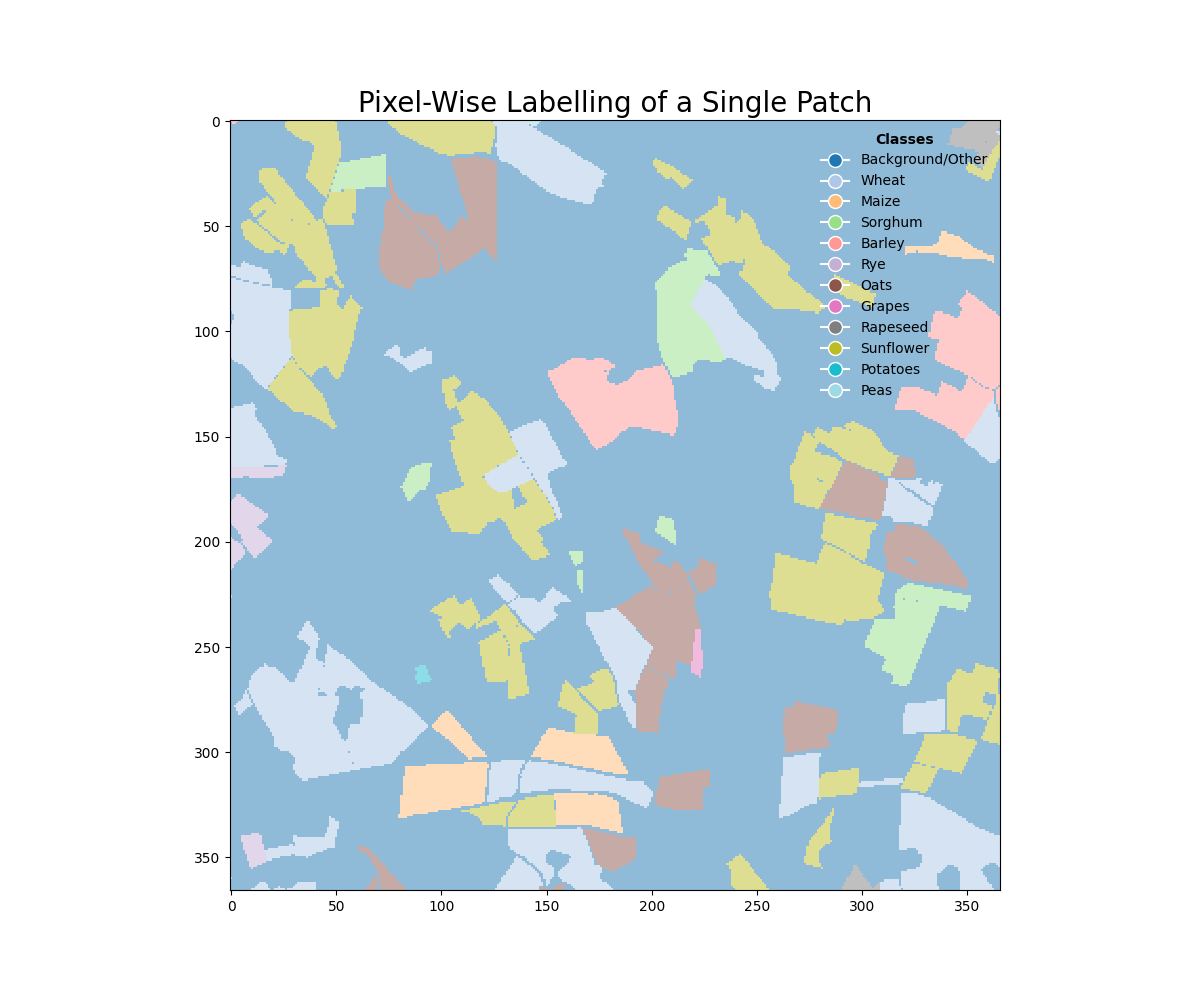 Pixel-Wise Labelling of a Single Patch
0
50
100
150
200
250
300
350
Classes
Background/Other
Wheat
Maize
Sorghum
Barley
Rye
Oats
Grapes
Rapeseed
Sunflower
Potatoes
Peas
0 50 100 150 200 250 300 350